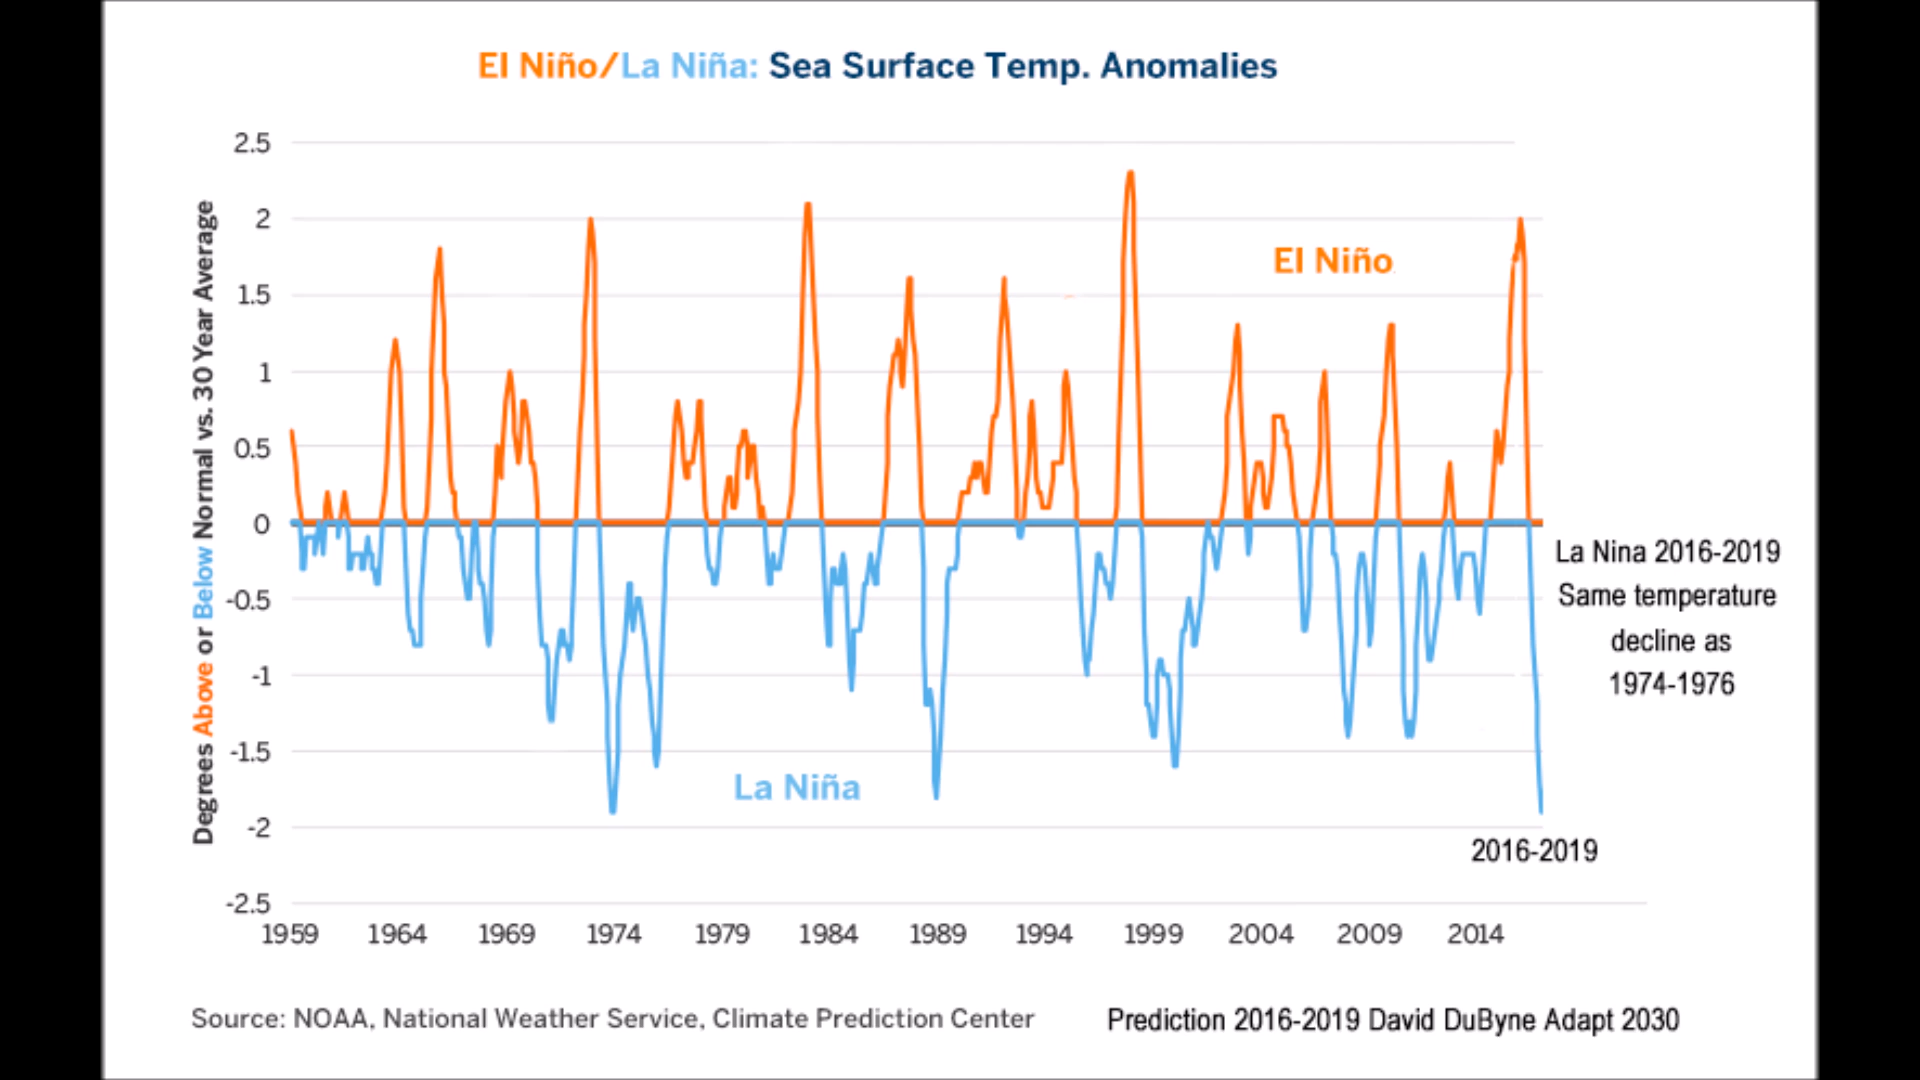 El Niño/La Niña: Sea Surface Temp. Anomalies
Degrees Above or Below Normal vs. 30 Year Average
2.5
2
1.5
1
0.5
0
-0.5
-1
-1.5
-2
-2.5
El Niño
La Niña
La Nina 2016-2019
Same temperature
decline as
1974-1976
2016-2019
1959 1964 1969 1974 1979 1984 1989 1994 1999 2004 2009 2014
Source: NOAA, National Weather Service, Climate Prediction Center
Prediction 2016-2019 David DuByne Adapt 2030